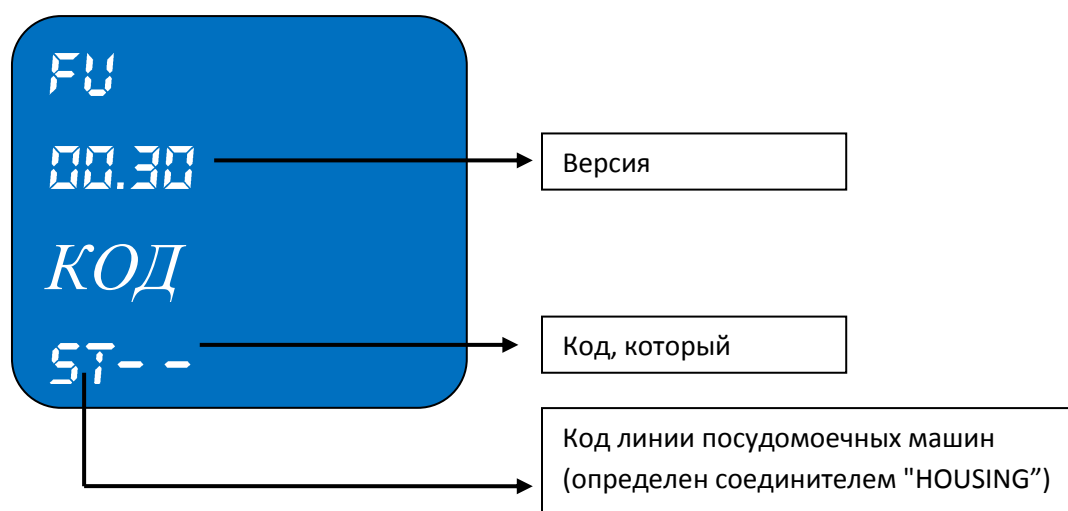 FU
00.30
Версия
КОД
ST--
Код, который
Код линии посудомоечных машин
(определен соединителем "HOUSING”)